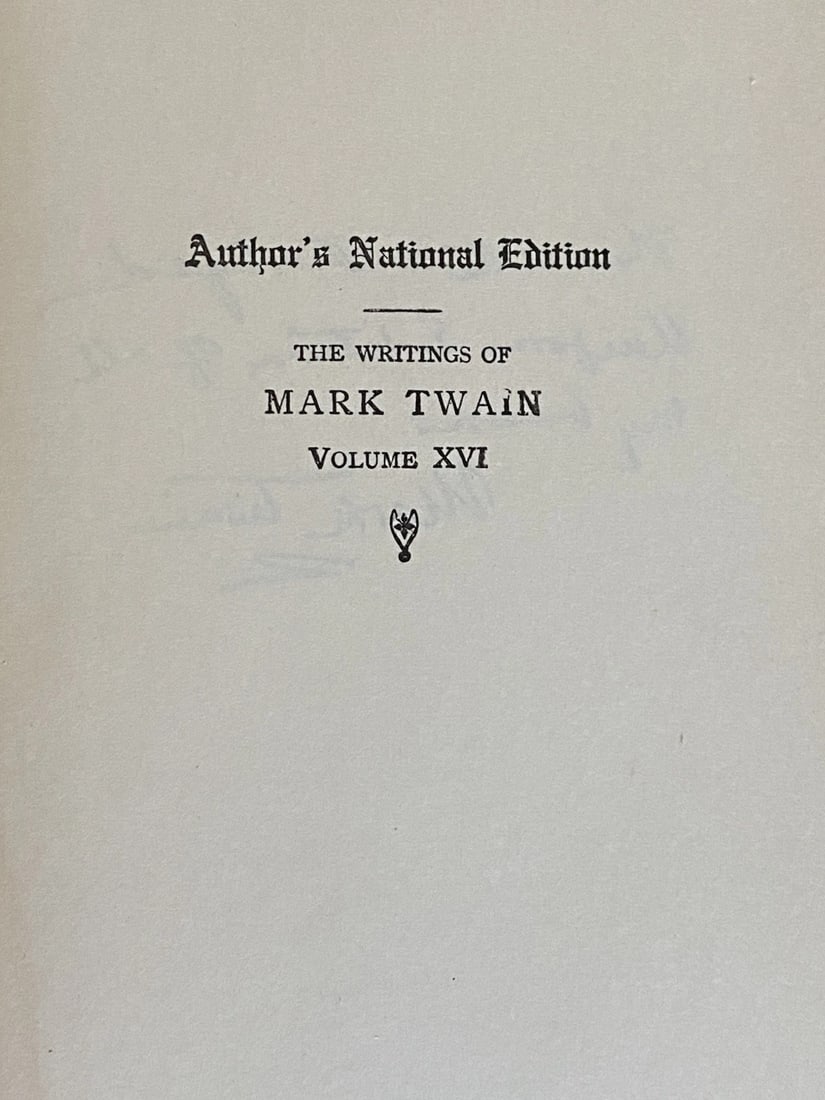 Author's National Edition
THE WRITINGS OF
MARK TWAIN
VOLUME XVI